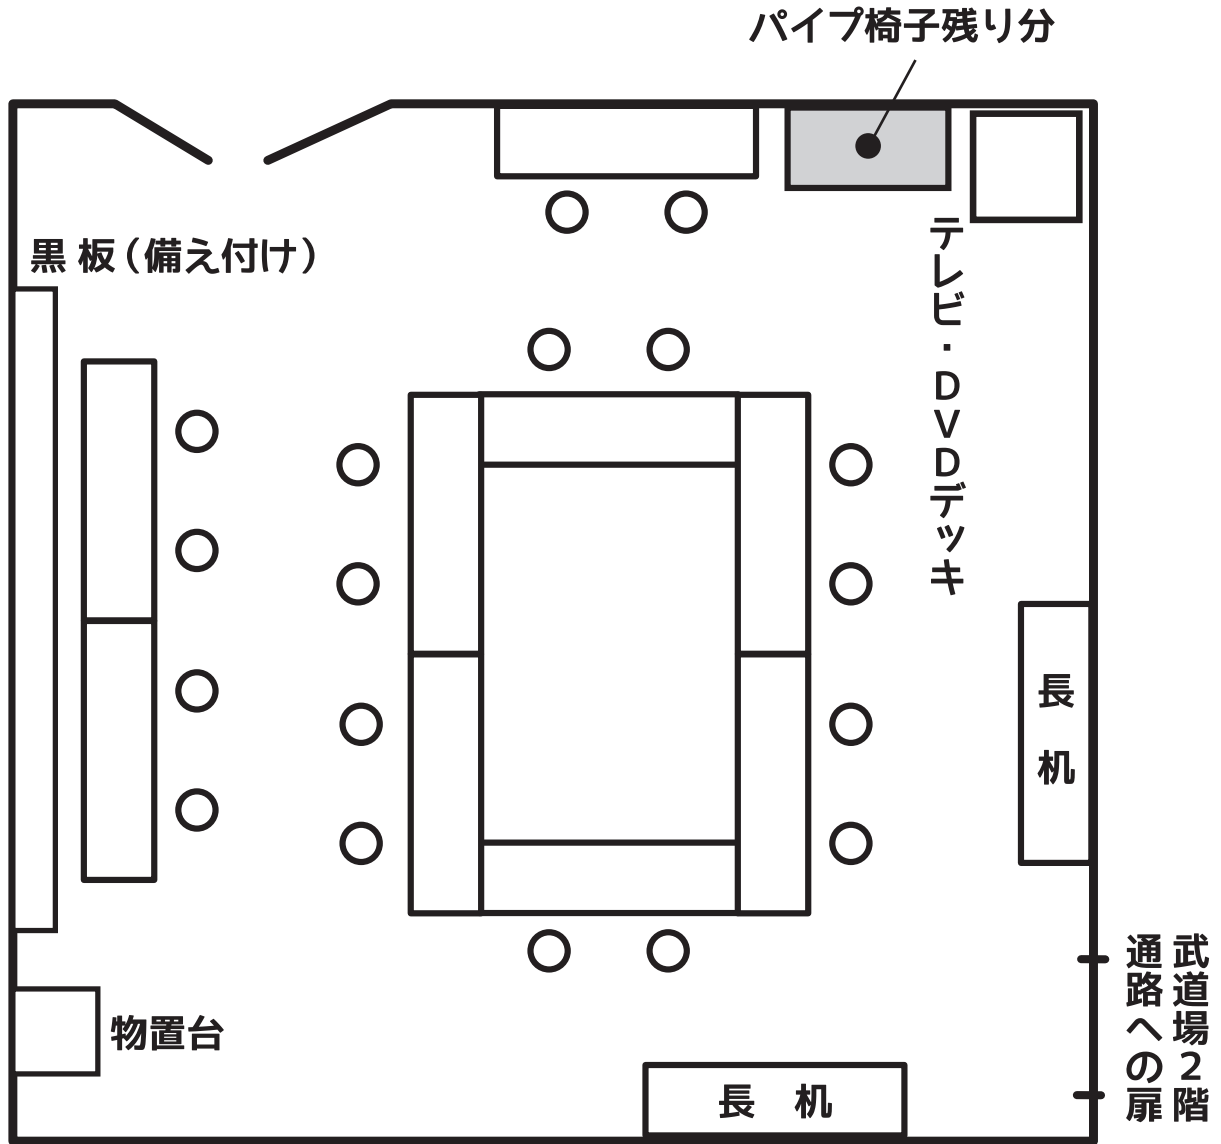 パイプ椅子残り分
黒 板（備え付け）
テレビ・DVDデッキ
長 机
武道場2階
通路への扉
物置台
長 机